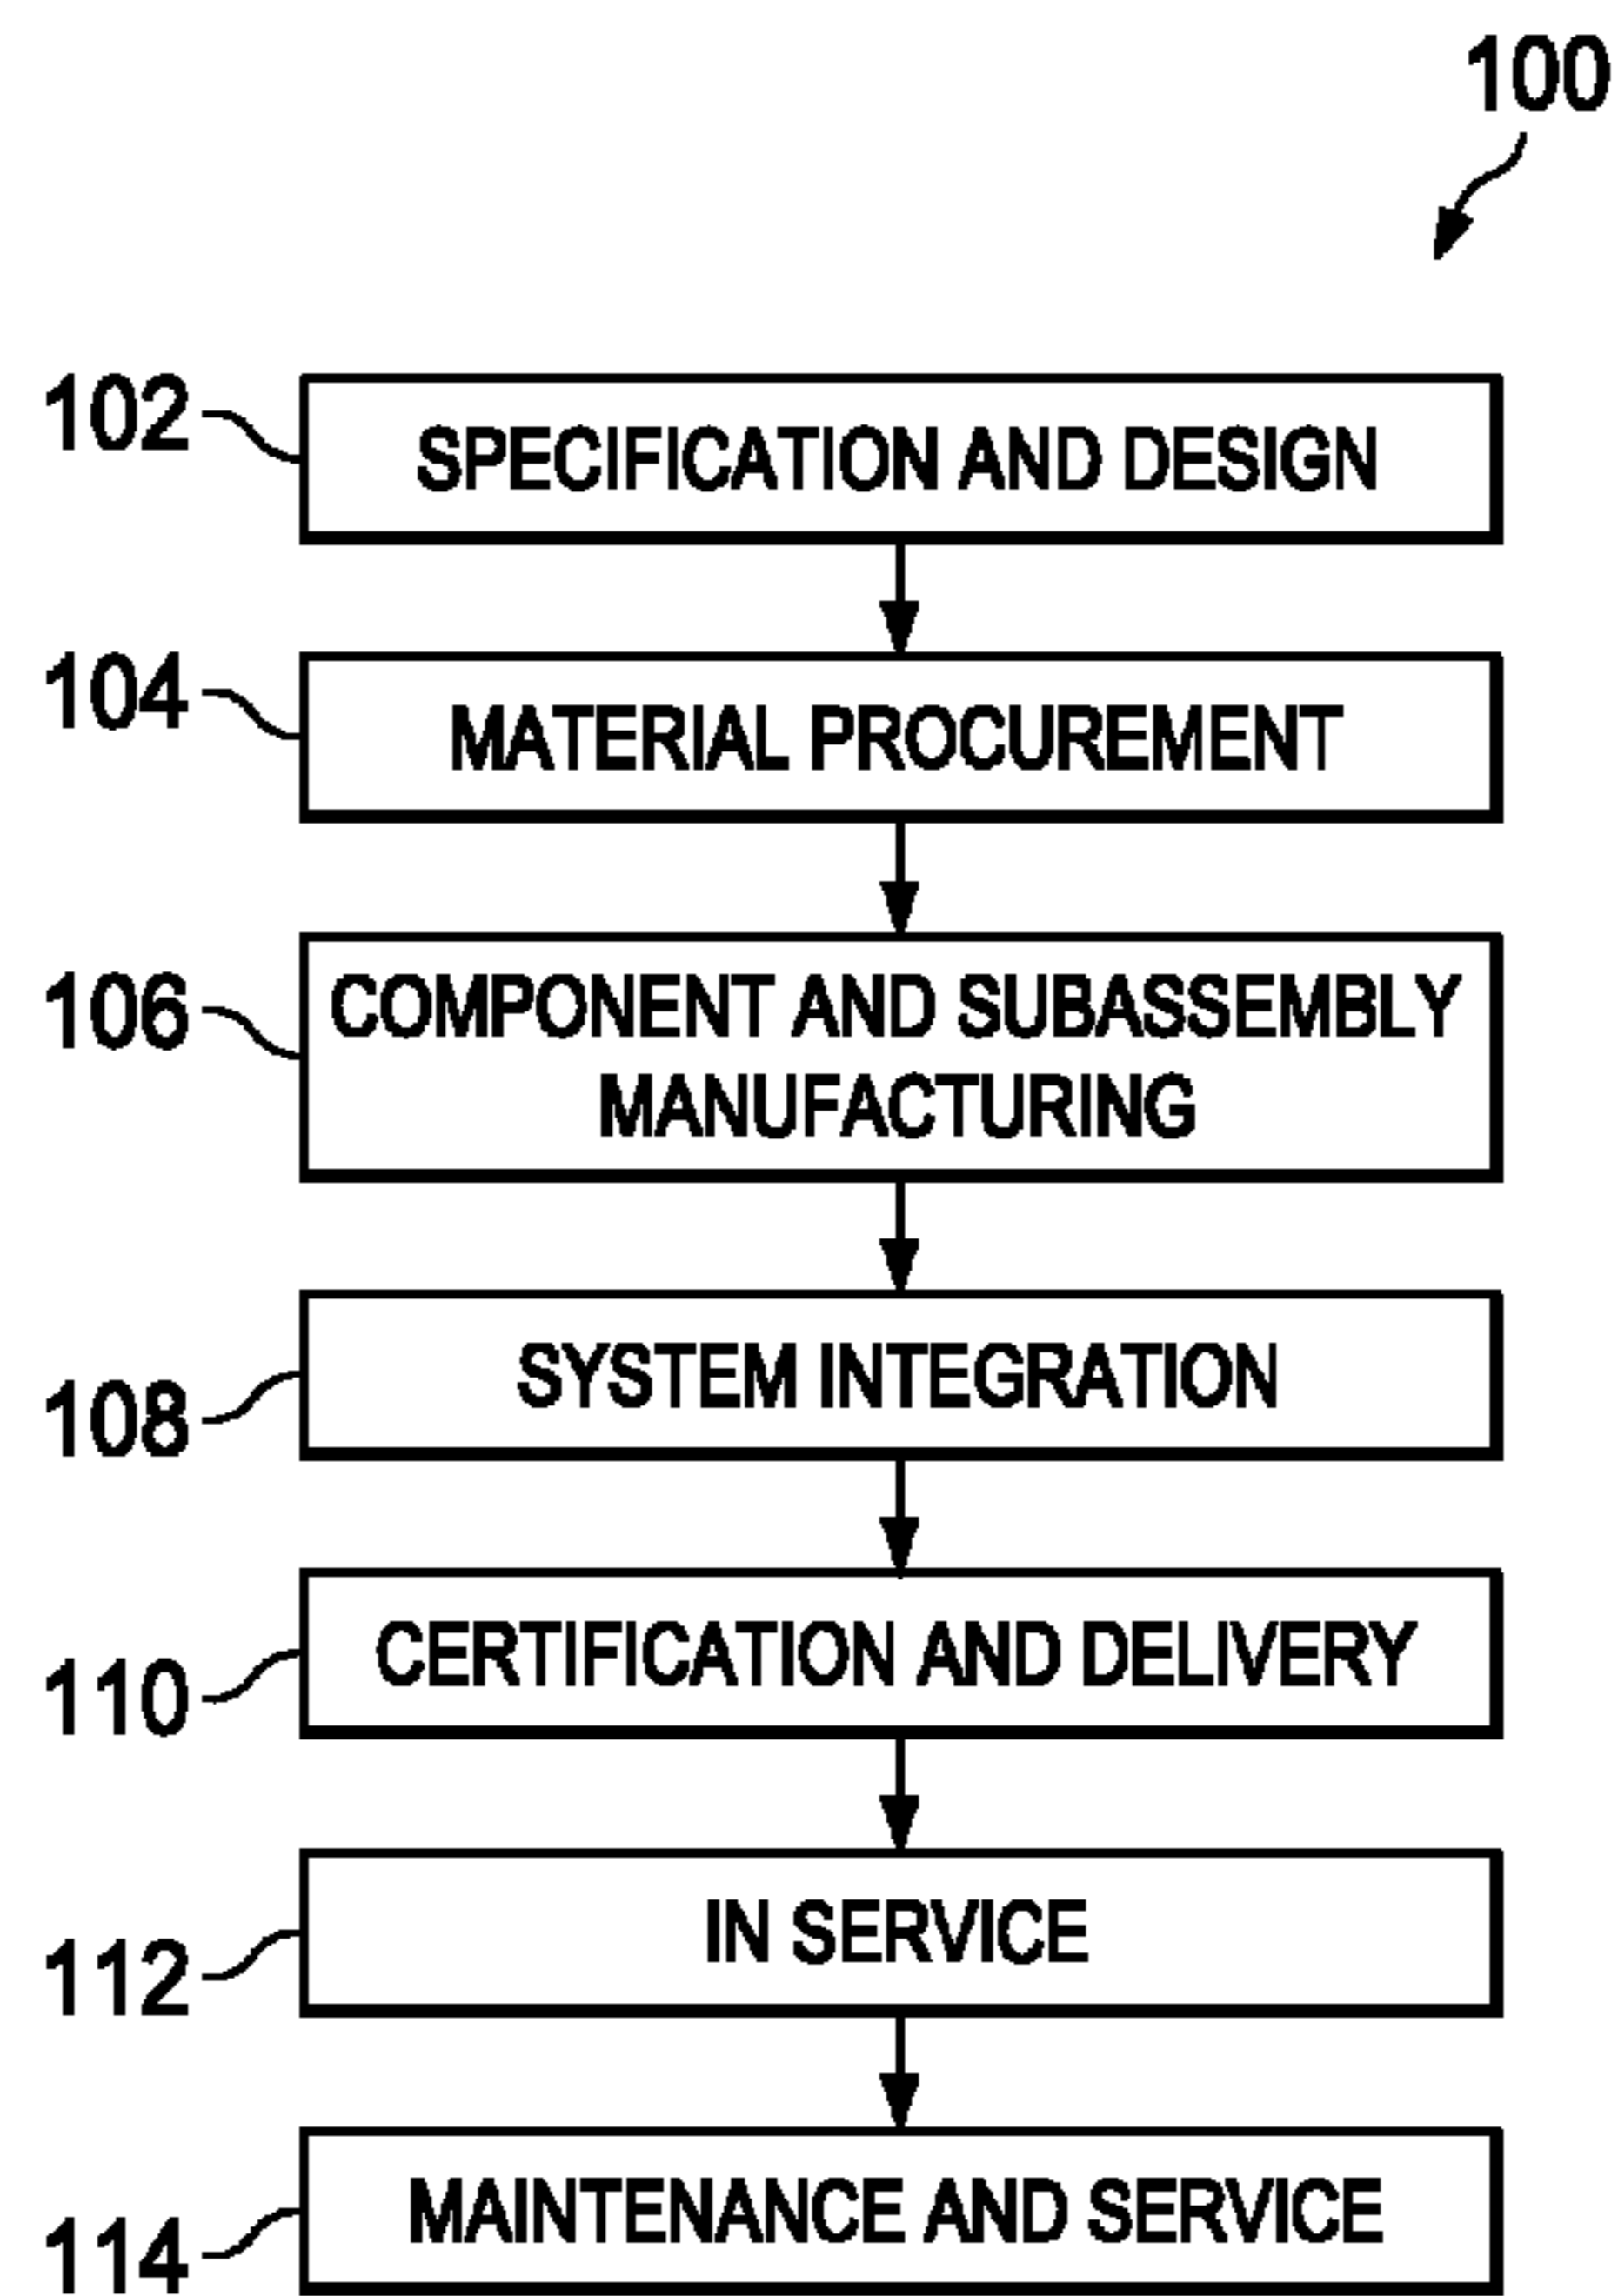 100
102
SPECIFICATION AND DESIGN
104
MATERIAL PROCUREMENT
106
COMPONENT AND SUBASSEMBLY
MANUFACTURING
108
SYSTEM INTEGRATION
110
CERTIFICATION AND DELIVERY
112
IN SERVICE
114
MAINTENANCE AND SERVICE